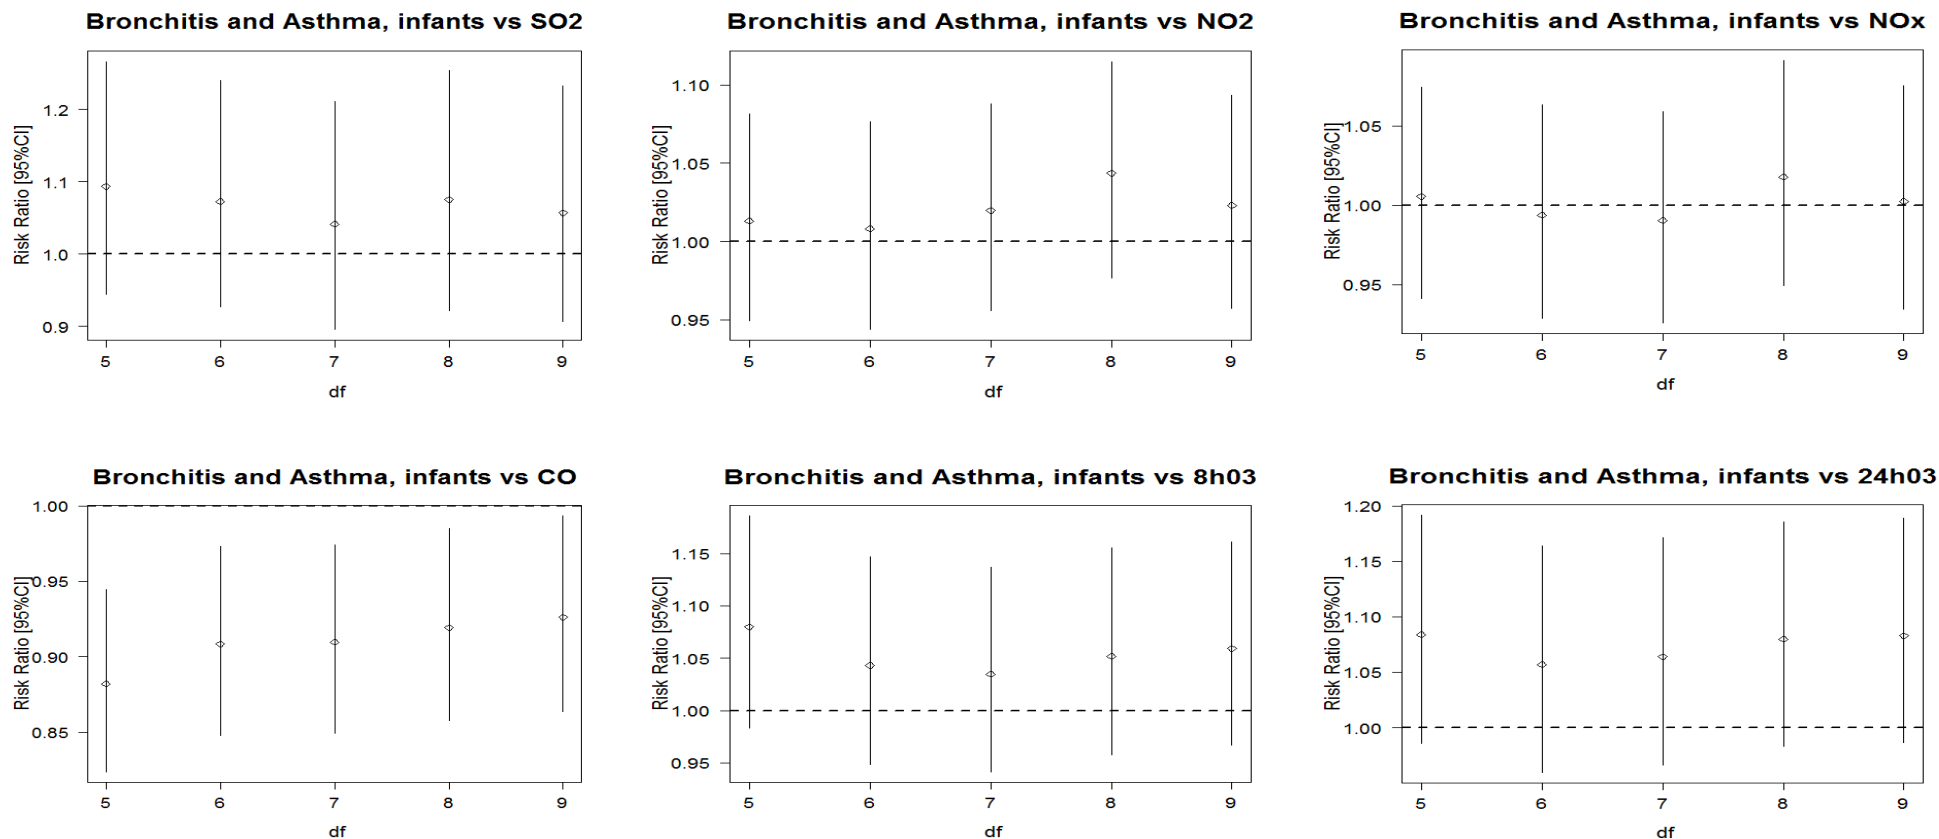 Bronchitis and Asthma, infants vs SO2
Risk Ratio [95%CI]
1.2
1.1
1.0
0.9
5 6 7 8 9
df
Bronchitis and Asthma, infants vs NO2
Risk Ratio [95%CI]
1.10
1.05
1.00
0.95
5 6 7 8 9
df
Bronchitis and Asthma, infants vs NOx
Risk Ratio [95%CI]
1.05
1.00
0.95
5 6 7 8 9
df
Bronchitis and Asthma, infants vs CO
Risk Ratio [95%CI]
1.00
0.95
0.90
0.85
5 6 7 8 9
df
Bronchitis and Asthma, infants vs 8h03
Risk Ratio [95%CI]
1.15
1.10
1.05
1.00
0.95
5 6 7 8 9
df
Bronchitis and Asthma, infants vs 24h03
Risk Ratio [95%CI]
1.20
1.15
1.10
1.05
1.00
5 6 7 8 9
df